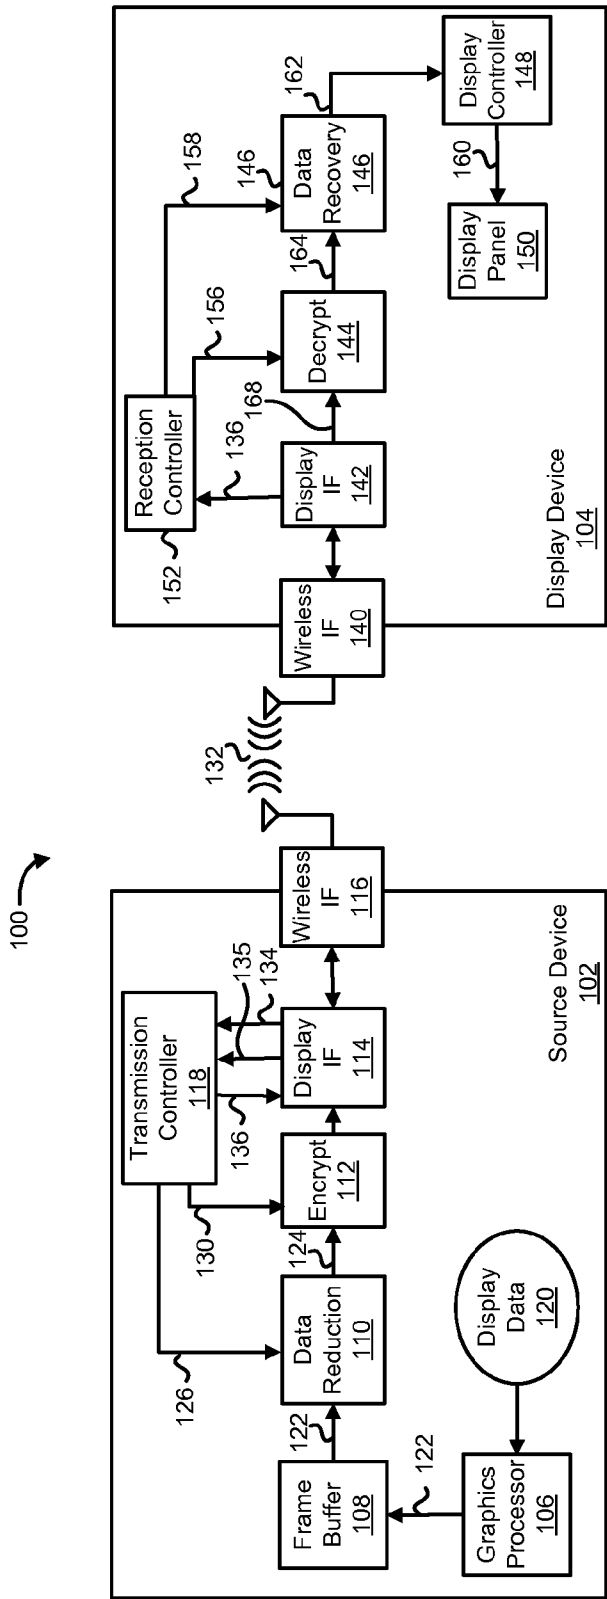 100
Transmission
Controller
118
126
130
136
135
134
122
124
Frame
Buffer
108
Data
Reduction
110
Encrypt
112
Display
IF
114
Wireless
IF
116
122
Graphics
Processor
106
Display
Data
120
Source Device
102
132
Reception
Controller
152
136
156
158
146
162
Wireless
IF
140
Display
IF
142
168
Decrypt
144
164
Data
Recovery
146
Display
Controller
148
160
Display
Panel
150
Display Device
104